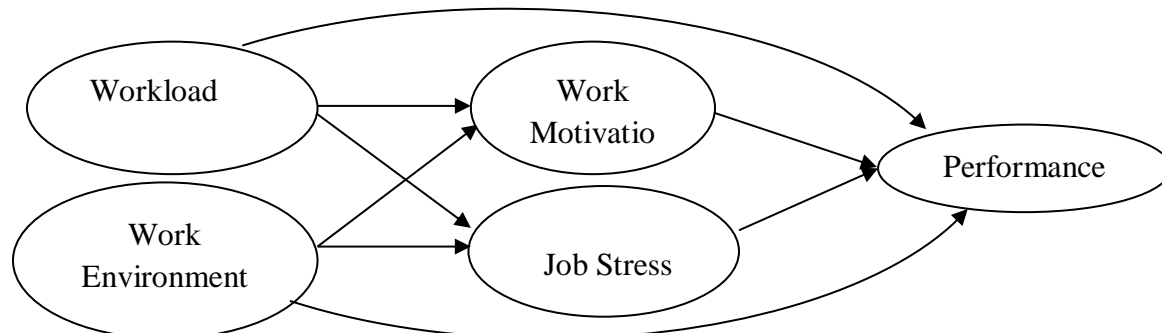 Workload
Work
Motivatio
Performance
Work
Environment
Job Stress